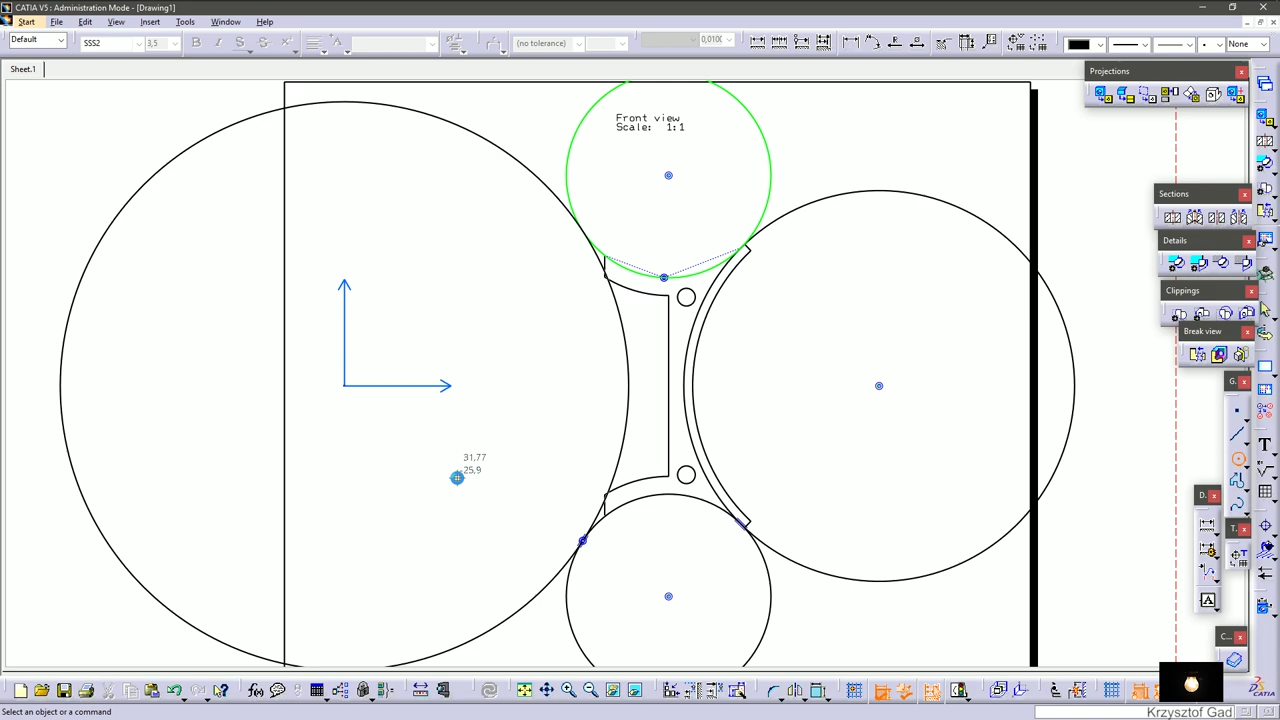 CATIA V5 : Administration Mode - [Drawing1]
Start File Edit View Insert Tools Window Help
Default SSS2 3,5 (no tolerance) 0,010( None
Sheet.1
Projections
Front view
Scale: 1:1
Sections
Details
Clippings
Break view
G.
31,77
25,9
D.
T.
C...
Select an object or a command
Krzysztof Gad
CATIA